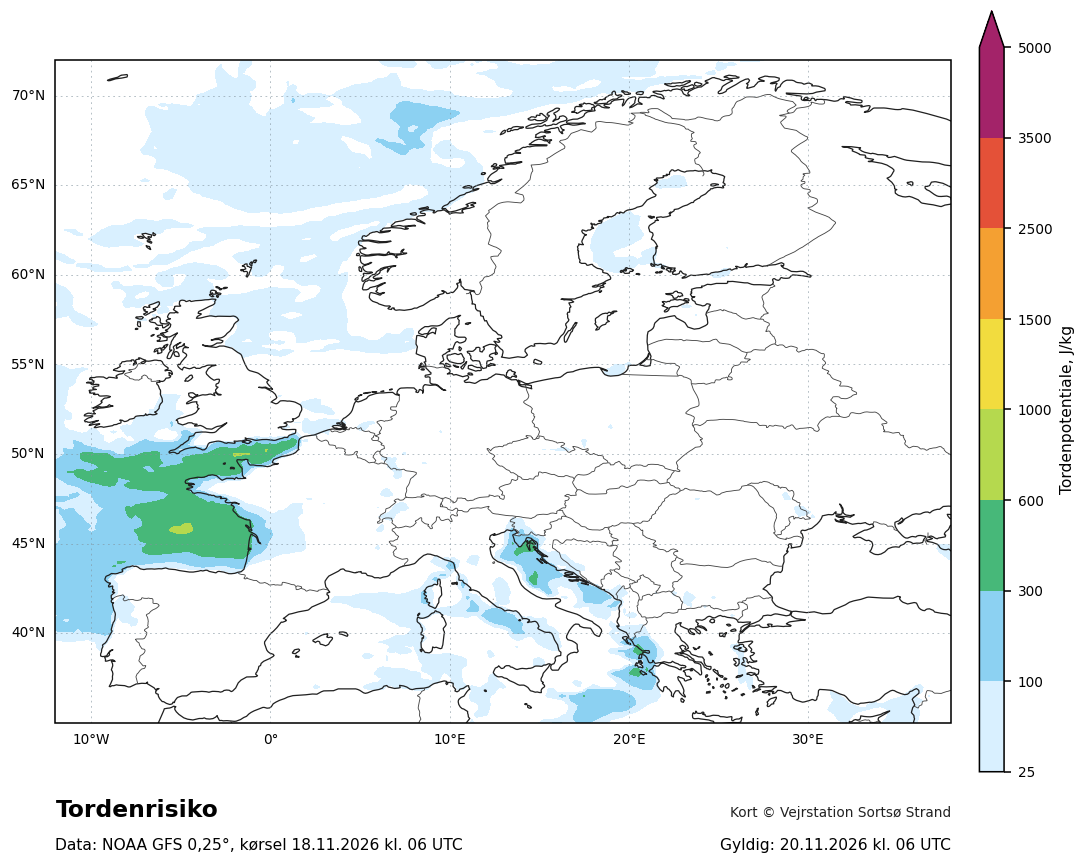 70°N
65°N
60°N
55°N
50°N
45°N
40°N
10°W
0°
10°E
20°E
30°E
5000
3500
2500
1500
1000
600
300
100
25
Tordenpotentiale, J/kg
Tordenrisiko
Kort © Vejrstation Sortsø Strand
Data: NOAA GFS 0,25°, kørsel 18.11.2026 kl. 06 UTC
Gyldig: 20.11.2026 kl. 06 UTC